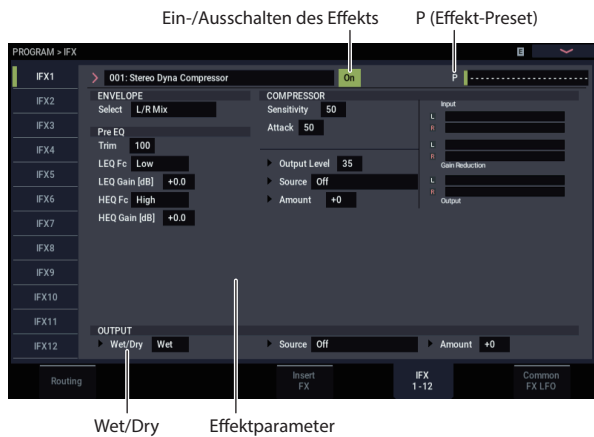 Ein-/Ausschalten des Effekts
P (Effekt-Preset)
PROGRAM > IFX
E
IFX1
001: Stereo Dyna Compressor
On
P
------------------------
IFX2
IFX3
IFX4
IFX5
IFX6
IFX7
IFX8
IFX9
IFX10
IFX11
IFX12
ENVELOPE
Select L/R Mix
Pre EQ
Trim 100
LEQ Fc Low
LEQ Gain [dB] +0.0
HEQ Fc High
HEQ Gain [dB] +0.0
COMPRESSOR
Sensitivity 50
Attack 50
Output Level 35
Source Off
Amount +0
Input
L
R
L
R
Gain Reduction
L
R
Output
OUTPUT
Wet/Dry Wet
Source Off
Amount +0
Routing
Insert
FX
IFX
1 -12
Common
FX LFO
Wet/Dry
Effektparameter